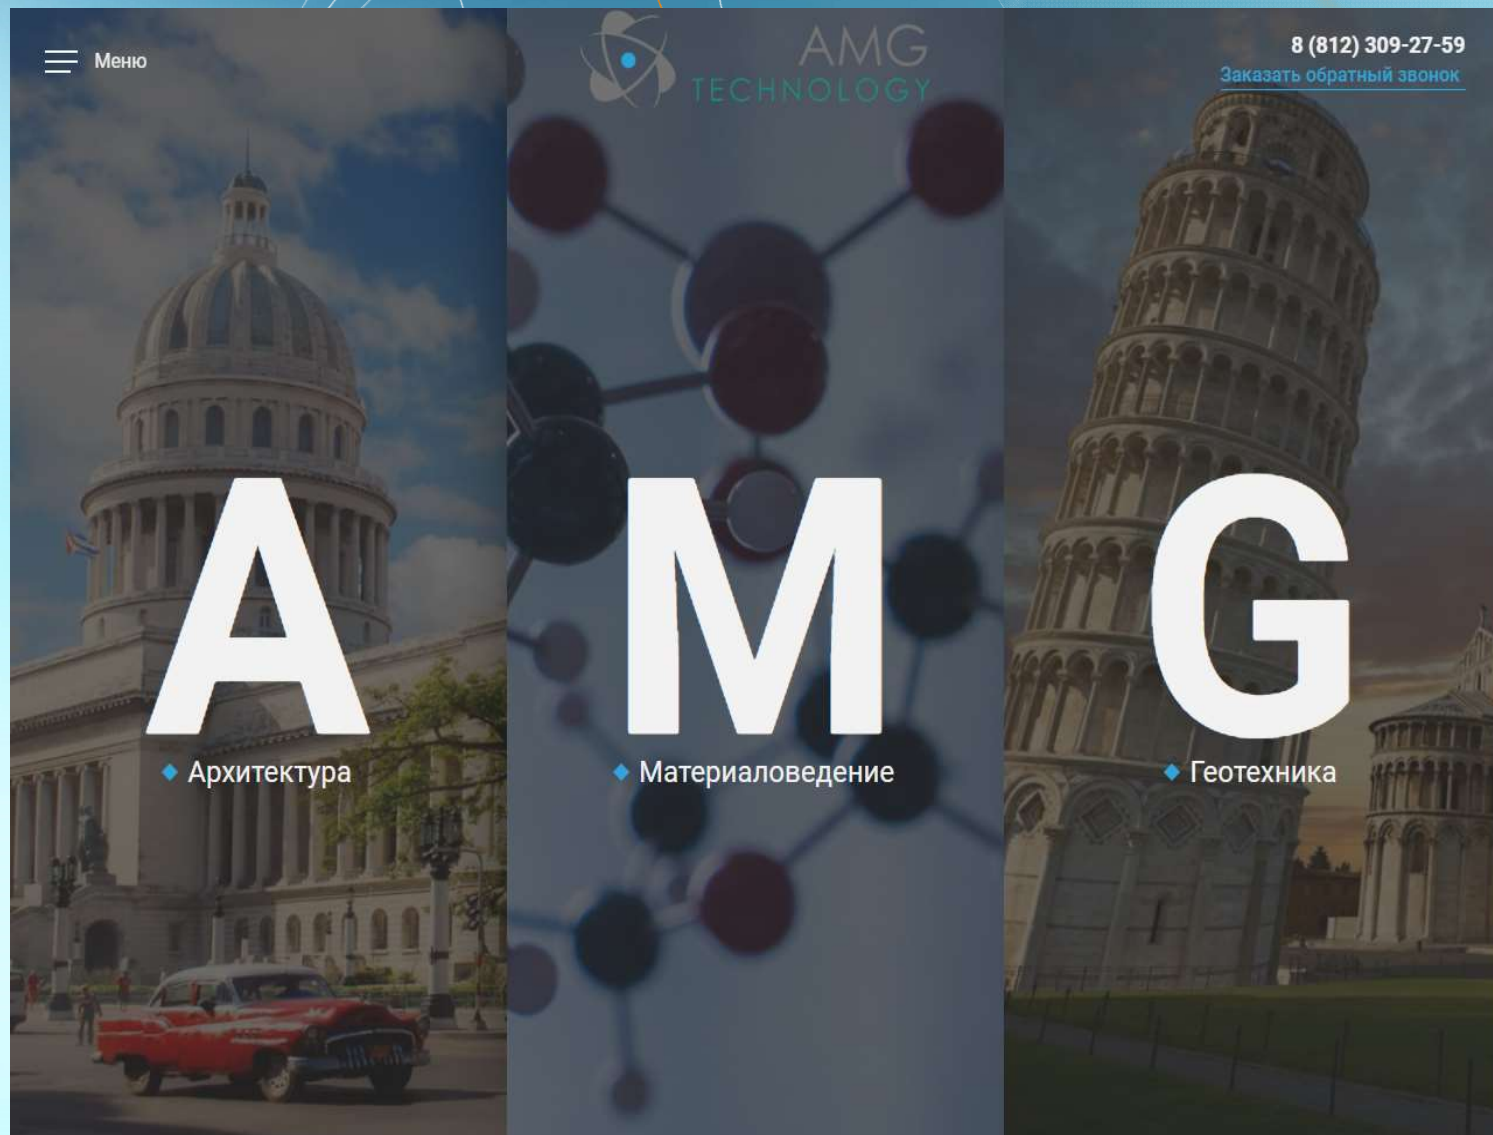 Меню
AMG
TECHNOLOGY
8 (812) 309-27-59
Заказать обратный звонок
A M G
Архитектура
Материаловедение
Геотехника